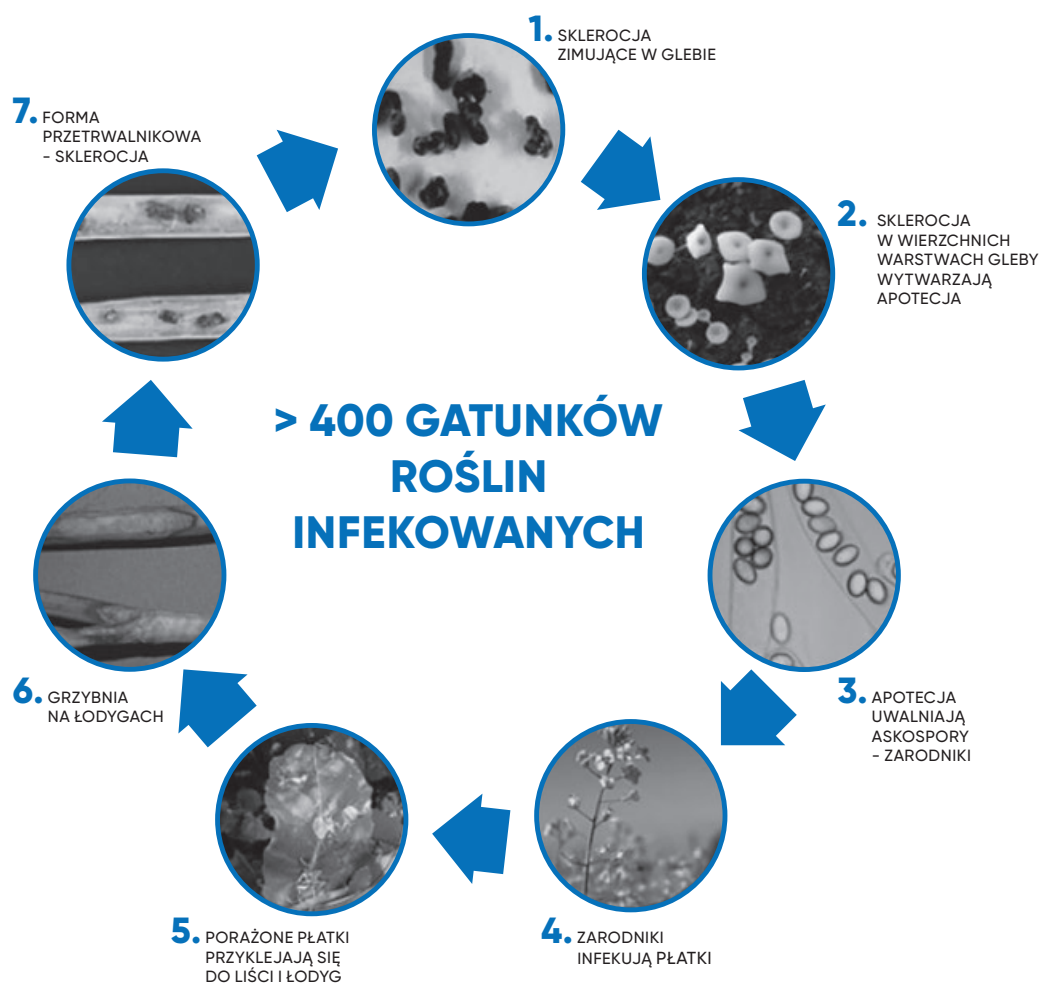 1. SKLEROCJA
ZIMUJĄCE W GLEBIE
2. SKLEROCJA
W WIERZCHNICH
WARSTWACH GLEBY
WYTWARZAJĄ
APOTECJA
3. APOTECJA
UWALNIAJĄ
ASKOSPORY
- ZARODNIKI
4. ZARODNIKI
INFEKUJĄ PŁATKI
5. PORAŻONE PŁATKI
PRZYKLEJAJĄ SIĘ
DO LIŚCI I ŁODYG
6. GRZYBNIA
NA ŁODYGACH
7. FORMA
PRZETRWALNIKOWA
- SKLEROCJA
> 400 GATUNKÓW
ROŚLIN
INFEKOWANYCH